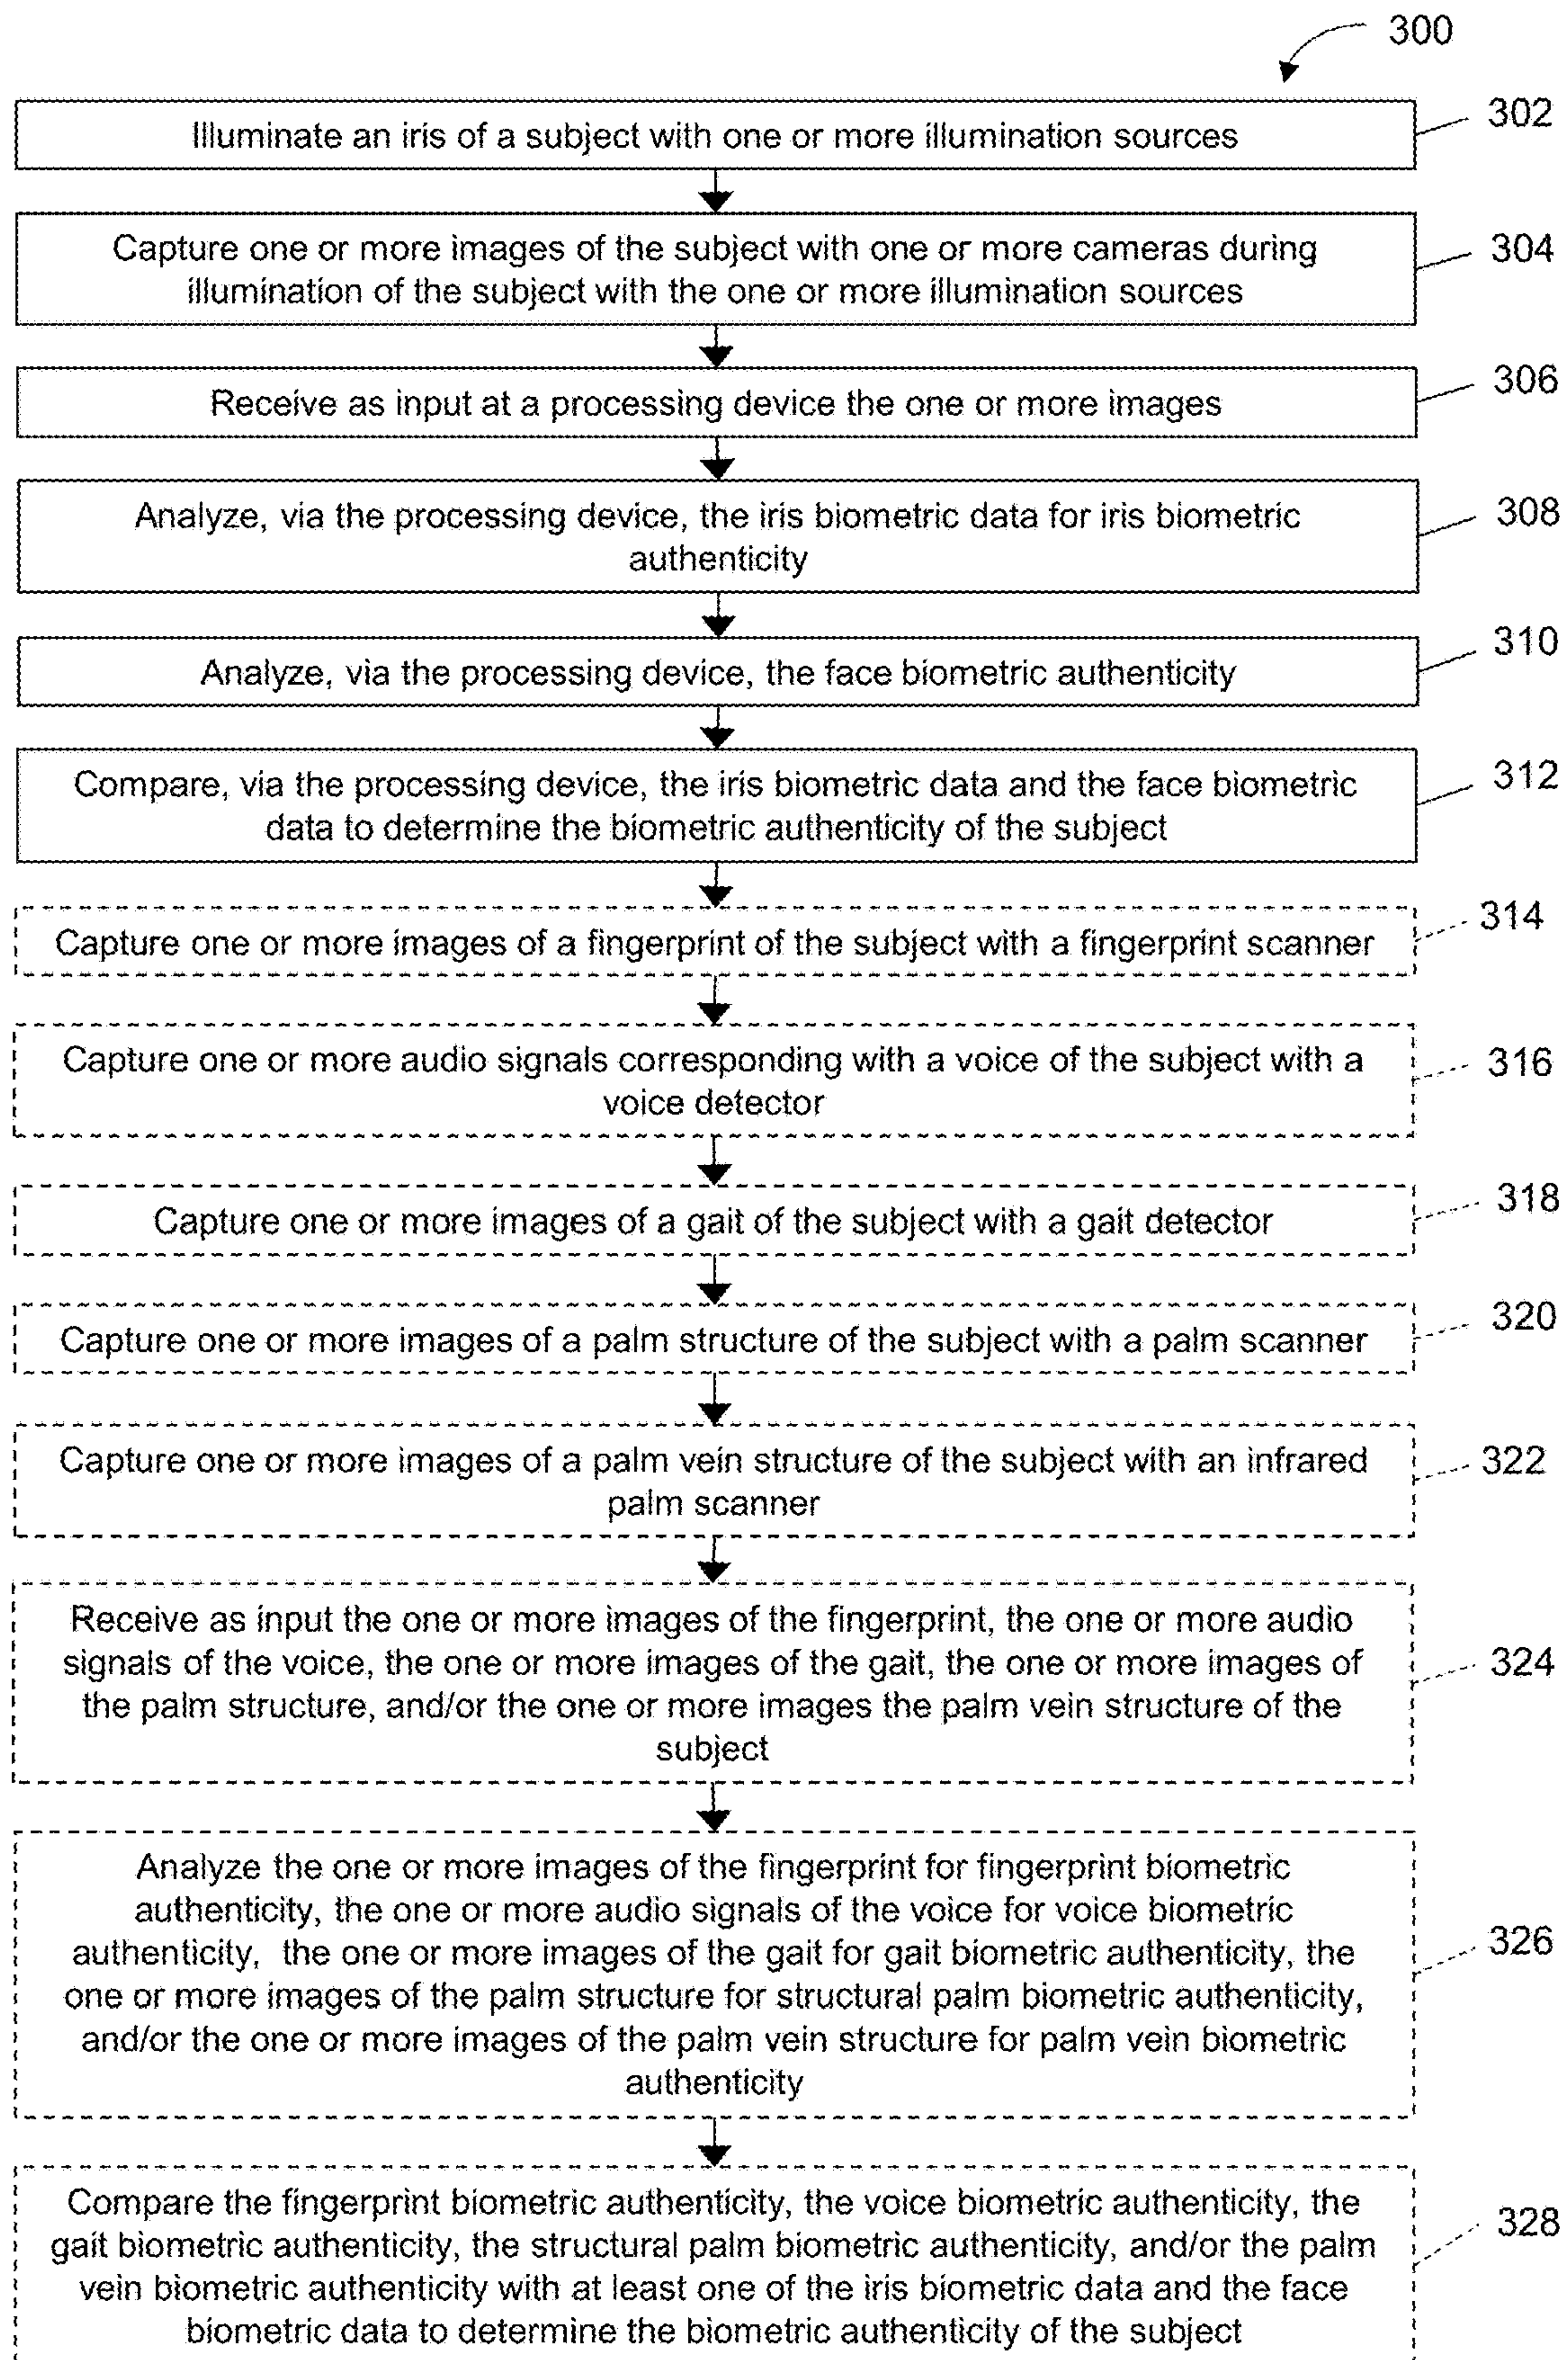 300
Illuminate an iris of a subject with one or more illumination sources
302
Capture one or more images of the subject with one or more cameras during
illumination of the subject with the one or more illumination sources
304
Receive as input at a processing device the one or more images
306
Analyze, via the processing device, the iris biometric data for iris biometric
authenticity
308
Analyze, via the processing device, the face biometric authenticity
310
Compare, via the processing device, the iris biometric data and the face biometric
data to determine the biometric authenticity of the subject
312
Capture one or more images of a fingerprint of the subject with a fingerprint scanner
314
Capture one or more audio signals corresponding with a voice of the subject with a
voice detector
316
Capture one or more images of a gait of the subject with a gait detector
318
Capture one or more images of a palm structure of the subject with a palm scanner
320
Capture one or more images of a palm vein structure of the subject with an infrared
palm scanner
322
Receive as input the one or more images of the fingerprint, the one or more audio
signals of the voice, the one or more images of the gait, the one or more images of
the palm structure, and/or the one or more images the palm vein structure of the
subject
324
Analyze the one or more images of the fingerprint for fingerprint biometric
authenticity, the one or more audio signals of the voice for voice biometric
authenticity, the one or more images of the gait for gait biometric authenticity, the
one or more images of the palm structure for structural palm biometric authenticity,
and/or the one or more images of the palm vein structure for palm vein biometric
authenticity
326
Compare the fingerprint biometric authenticity, the voice biometric authenticity, the
gait biometric authenticity, the structural palm biometric authenticity, and/or the palm
vein biometric authenticity with at least one of the iris biometric data and the face
biometric data to determine the biometric authenticity of the subject
328